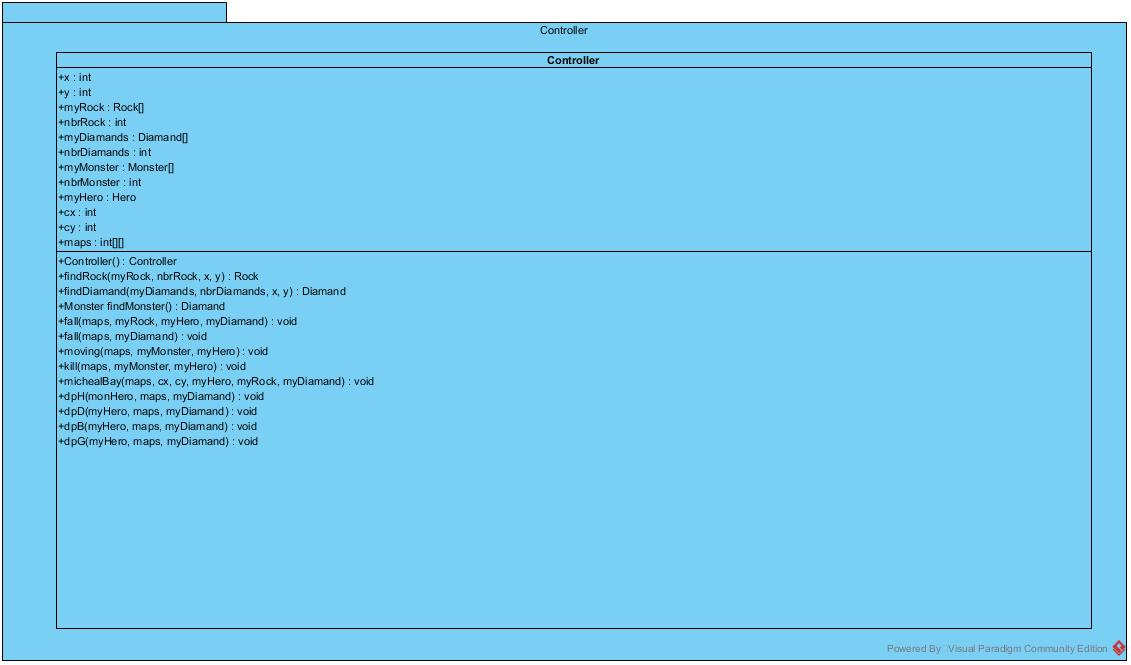 Controller
Controller
+x : int
+y : int
+myRock : Rock[]
+nbrRock : int
+myDiamands : Diamand[]
+nbrDiamands : int
+myMonster : Monster[]
+nbrMonster : int
+myHero : Hero
+cx : int
+cy : int
+maps : int[][]
+Controller() : Controller
+findRock(myRock, nbrRock, x, y) : Rock
+findDiamand(myDiamands, nbrDiamands, x, y) : Diamand
+Monster findMonster() : Diamand
+fall(maps, myRock, myHero, myDiamand) : void
+fall(maps, myDiamand) : void
+moving(maps, myMonster, myHero) : void
+kill(maps, myMonster, myHero) : void
+michealBay(maps, cx, cy, myHero, myRock, myDiamand) : void
+dpH(monHero, maps, myDiamand) : void
+dpD(myHero, maps, myDiamand) : void
+dpB(myHero, maps, myDiamand) : void
+dpG(myHero, maps, myDiamand) : void
Powered By ¨Visual Paradigm Community Edition